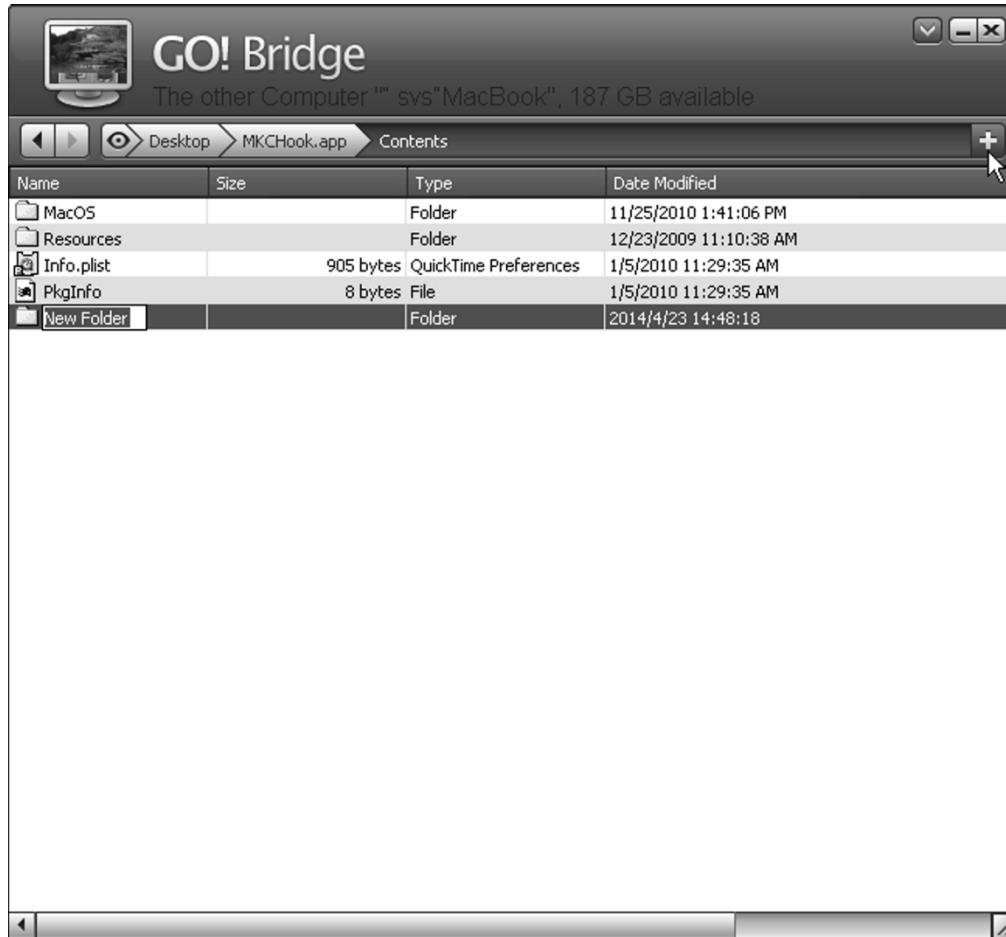 GO! Bridge
The other Computer "" svs"MacBook", 187 GB available
Desktop MKCHook.app Contents
Name Size Type Date Modified
MacOS Folder 11/25/2010 1:41:06 PM
Resources Folder 12/23/2009 11:10:38 AM
Info.plist 905 bytes QuickTime Preferences 1/5/2010 11:29:35 AM
PkgInfo 8 bytes File 1/5/2010 11:29:35 AM
New Folder Folder 2014/4/23 14:48:18